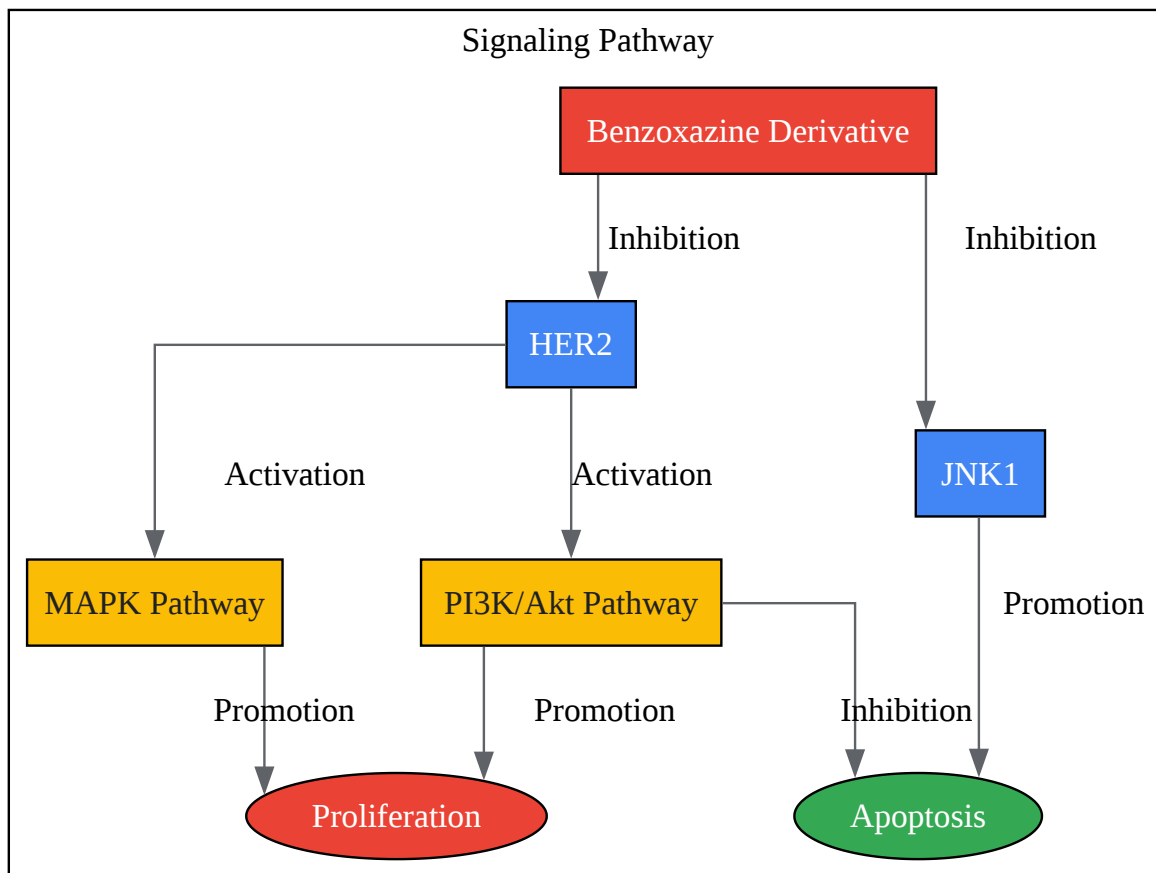 Signaling Pathway
Benzoxazine Derivative
Inhibition
Inhibition
HER2
Activation
Activation
JNK1
MAPK Pathway
PI3K/Akt Pathway
Promotion
Promotion
Promotion
Inhibition
Proliferation
Apoptosis